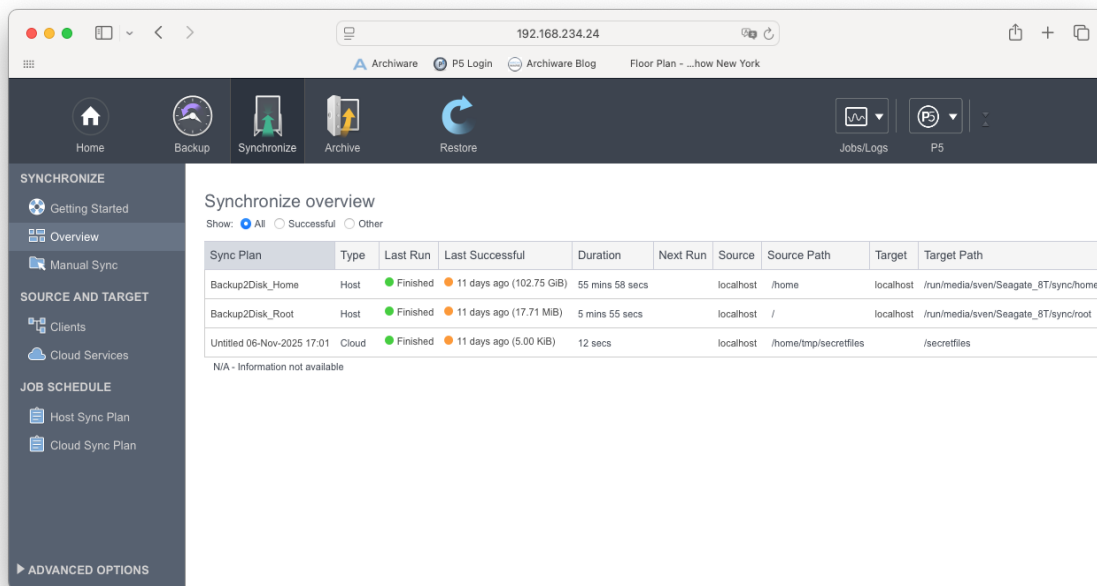 192.168.234.24
Archiware P5 Login Archiware Blog Floor Plan - ...how New York
Home Backup Synchronize Archive Restore Jobs/Logs P5
SYNCHRONIZE
Getting Started
Overview
Manual Sync
SOURCE AND TARGET
Clients
Cloud Services
JOB SCHEDULE
Host Sync Plan
Cloud Sync Plan
ADVANCED OPTIONS
Synchronize overview
Show: All Successful Other
Sync Plan Type Last Run Last Successful Duration Next Run Source Source Path Target Target Path
Backup2Disk_Home Host Finished 11 days ago (102.75 GiB) 55 mins 58 secs localhost /home localhost /run/media/sven/Seagate_8T/sync/home
Backup2Disk_Root Host Finished 11 days ago (17.71 MiB) 5 mins 55 secs localhost / localhost /run/media/sven/Seagate_8T/sync/root
Untitled 06-Nov-2025 17:01 Cloud Finished 11 days ago (5.00 KiB) 12 secs localhost /home/tmp/secretfiles /secretfiles
N/A - Information not available